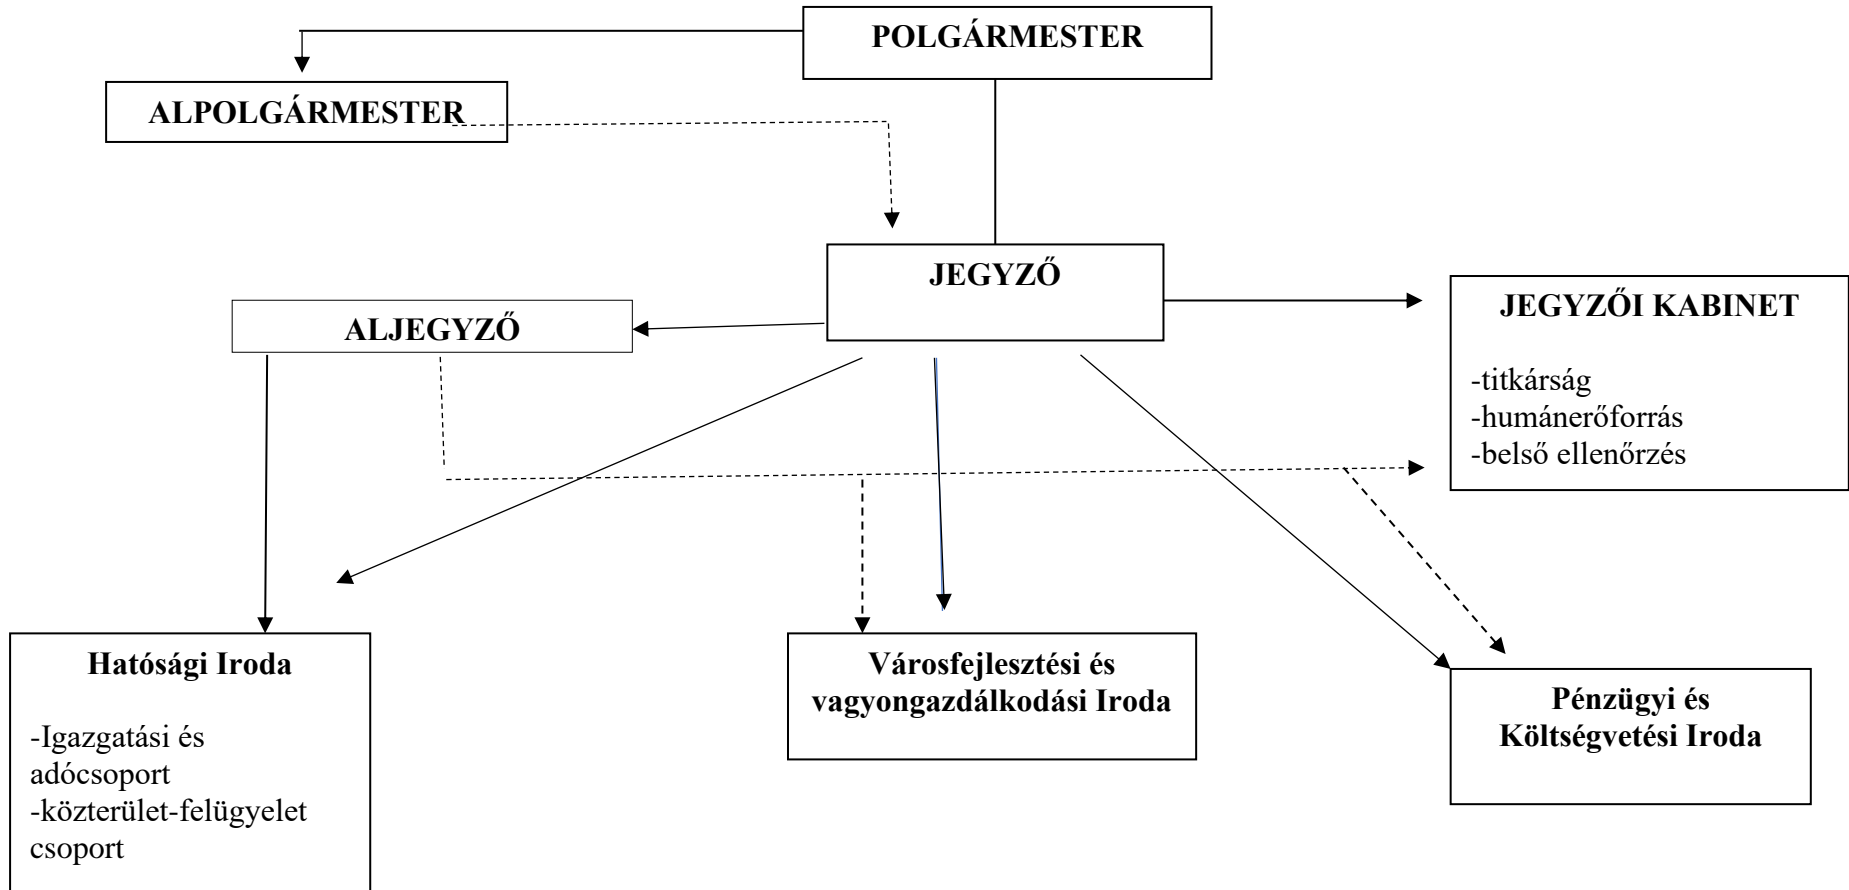 POLGÁRMESTER
ALPOLGÁRMESTER
JEGYZŐ
ALJEGYZŐ
JEGYZŐI KABINET
-titkárság
-humánerőforrás
-belső ellenőrzés
Hatósági Iroda
-Igazgatási és
adócsoport
-közterület-felügyelet
csoport
Városfejlesztési és
vagyongazdálkodási Iroda
Pénzügyi és
Költségvetési Iroda